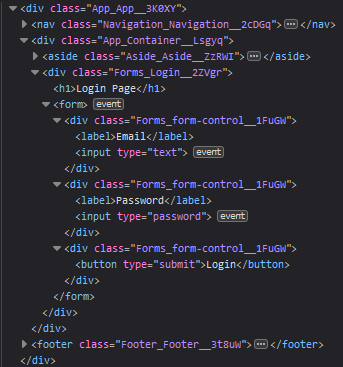 <div class="App_App__3K0XY">
<nav class="Navigation_Navigation__2cDGq">···</nav>
<div class="App_Container__Lsgyq">
<aside class="Aside_Aside__ZzRWI">···</aside>
<div class="Forms_Login__2ZVgr">
<h1>Login Page</h1>
<form> event
<div class="Forms_form-control__1FuGW">
<label>Email</label>
<input type="text"> event
</div>
<div class="Forms_form-control__1FuGW">
<label>Password</label>
<input type="password"> event
</div>
<div class="Forms_form-control__1FuGW">
<button type="submit">Login</button>
</div>
</form>
</div>
</div>
<footer class="Footer_Footer__3t8uW">···</footer>
</div>